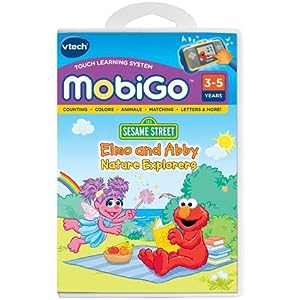 vtech
TOUCH LEARNING SYSTEM
MOBIGO
3-5
YEARS
COUNTING • COLORS • ANIMALS • MATCHING • LETTERS & MORE!
SESAME STREET
Elmo and Abby
Nature Explorers